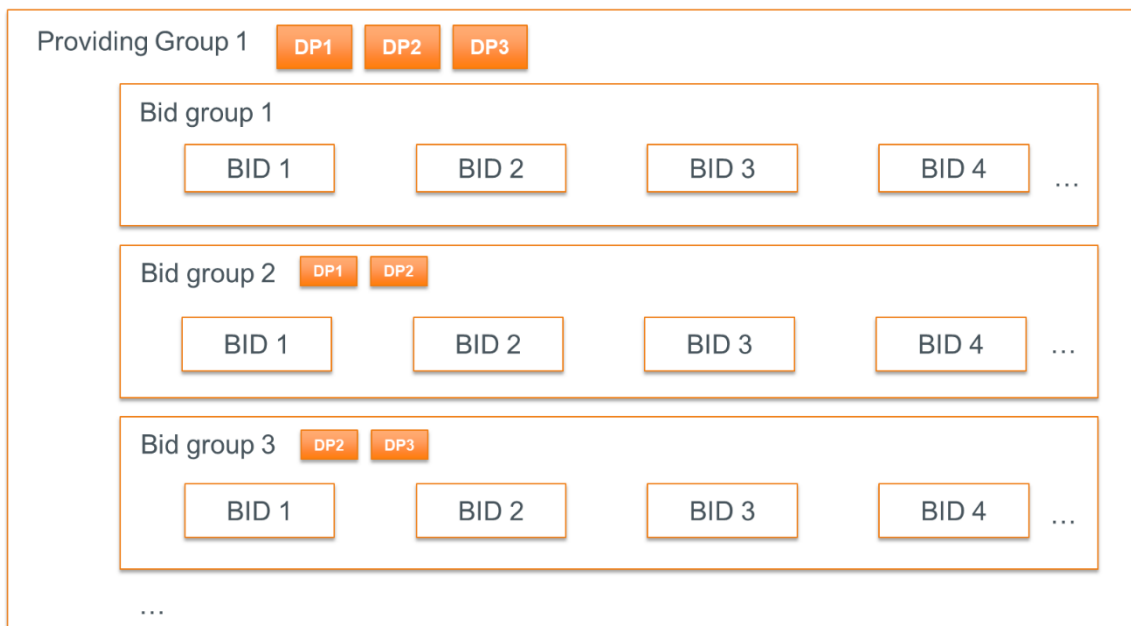 Providing Group 1 DP1 DP2 DP3
Bid group 1
BID 1 BID 2 BID 3 BID 4 ...
Bid group 2 DP1 DP2
BID 1 BID 2 BID 3 BID 4 ...
Bid group 3 DP2 DP3
BID 1 BID 2 BID 3 BID 4 ...
...